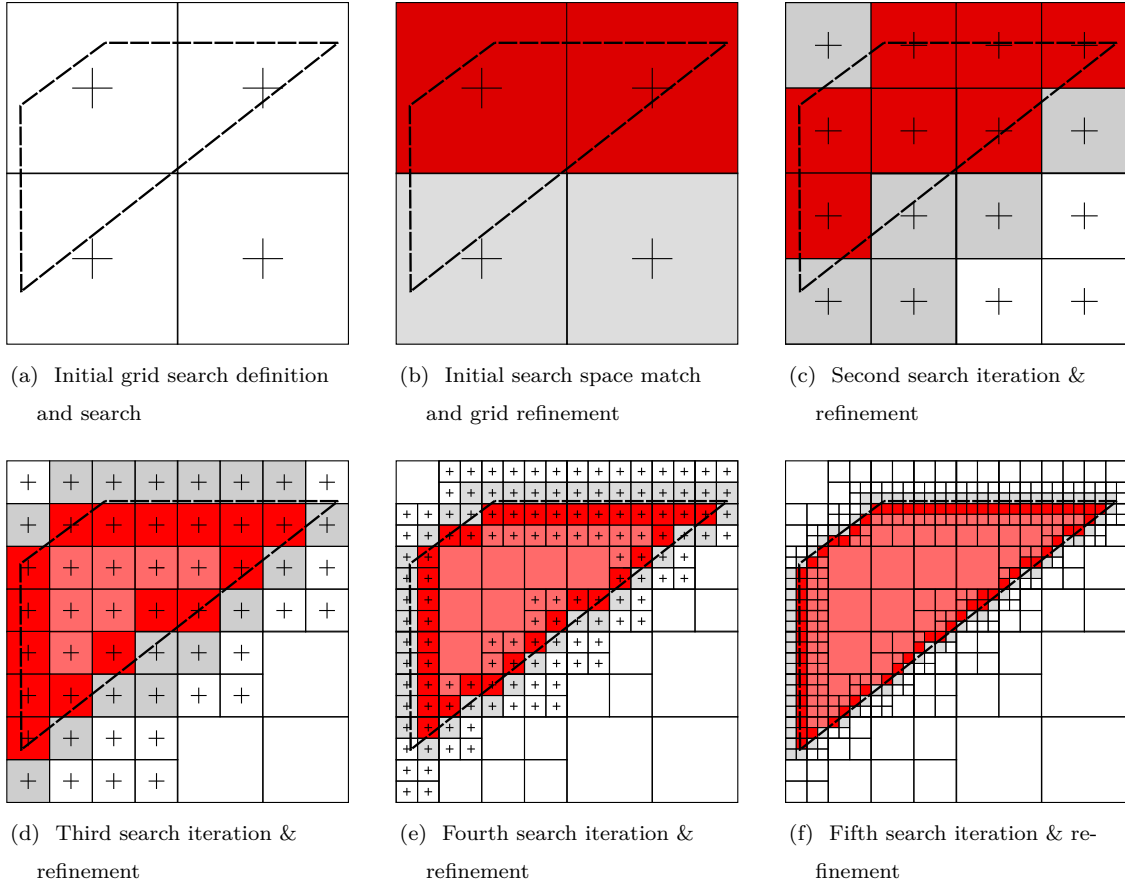 (a) Initial grid search definition
and search
(b) Initial search space match
and grid refinement
(c) Second search iteration &
refinement
(d) Third search iteration &
refinement
(e) Fourth search iteration &
refinement
(f) Fifth search iteration & re-
finement